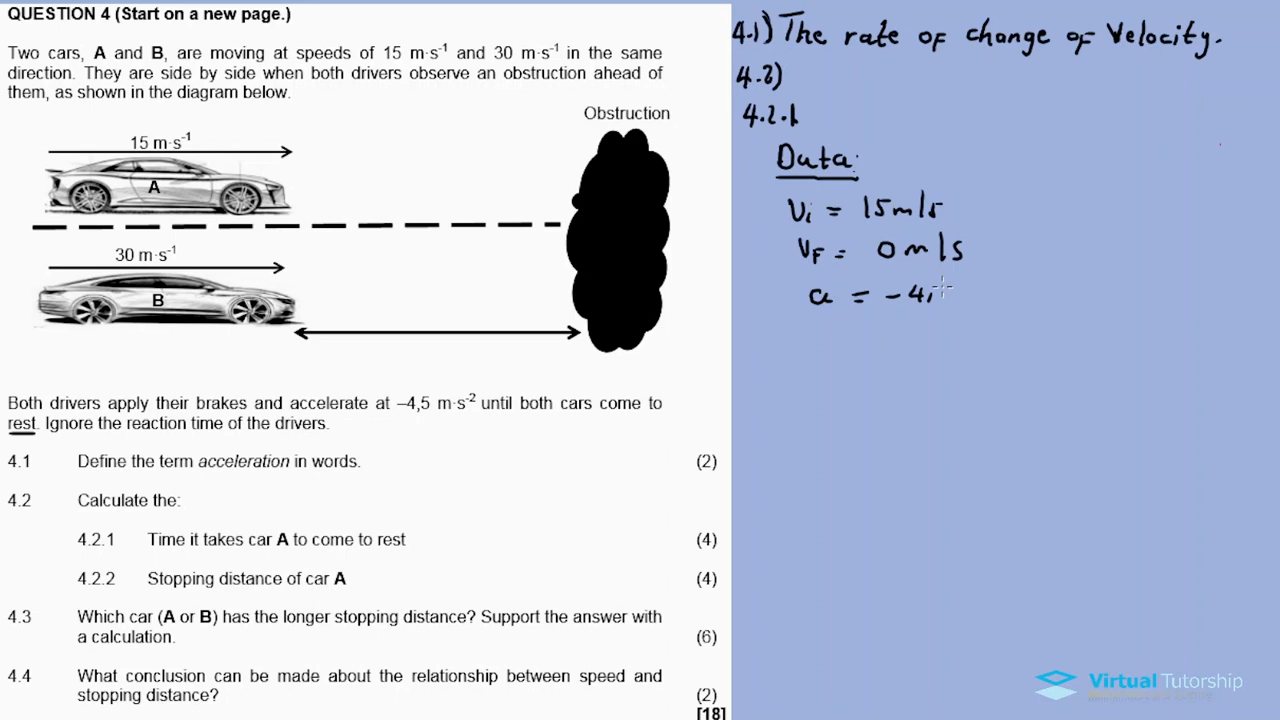 QUESTION 4 (Start on a new page.)
Two cars, A and B, are moving at speeds of 15 m·s⁻¹ and 30 m·s⁻¹ in the same
direction. They are side by side when both drivers observe an obstruction ahead of
them, as shown in the diagram below.
Obstruction
15 m·s⁻¹
A
30 m·s⁻¹
B
Both drivers apply their brakes and accelerate at –4,5 m·s⁻² until both cars come to
rest. Ignore the reaction time of the drivers.
4.1 Define the term acceleration in words. (2)
4.2 Calculate the:
4.2.1 Time it takes car A to come to rest (4)
4.2.2 Stopping distance of car A (4)
4.3 Which car (A or B) has the longer stopping distance? Support the answer with
a calculation. (6)
4.4 What conclusion can be made about the relationship between speed and
stopping distance? (2)
[18]
4.1) The rate of change of velocity.
4.2)
4.2.1
Data:
Vi = 15m/s
VF = 0m/s
a = -4,
Virtual Tutorship